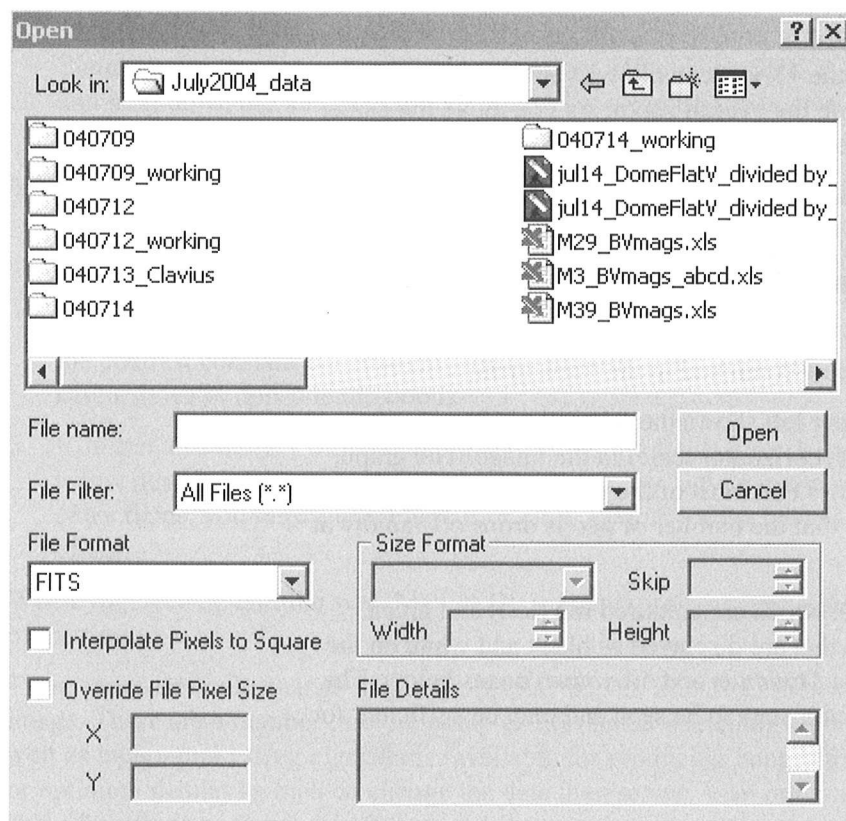 Open
Look in: July2004_data
040709
040709_working
040712
040712_working
040713_Clavius
040714
040714_working
jul14_DomeFlatV_divided by_
jul14_DomeFlatV_divided by_
M29_BVmags.xls
M3_BVmags_abcd.xls
M39_BVmags.xls
File name:
Open
File Filter: All Files (*.*)
Cancel
File Format
FITS
Size Format
Skip
Width
Height
Interpolate Pixels to Square
Override File Pixel Size
X
Y
File Details